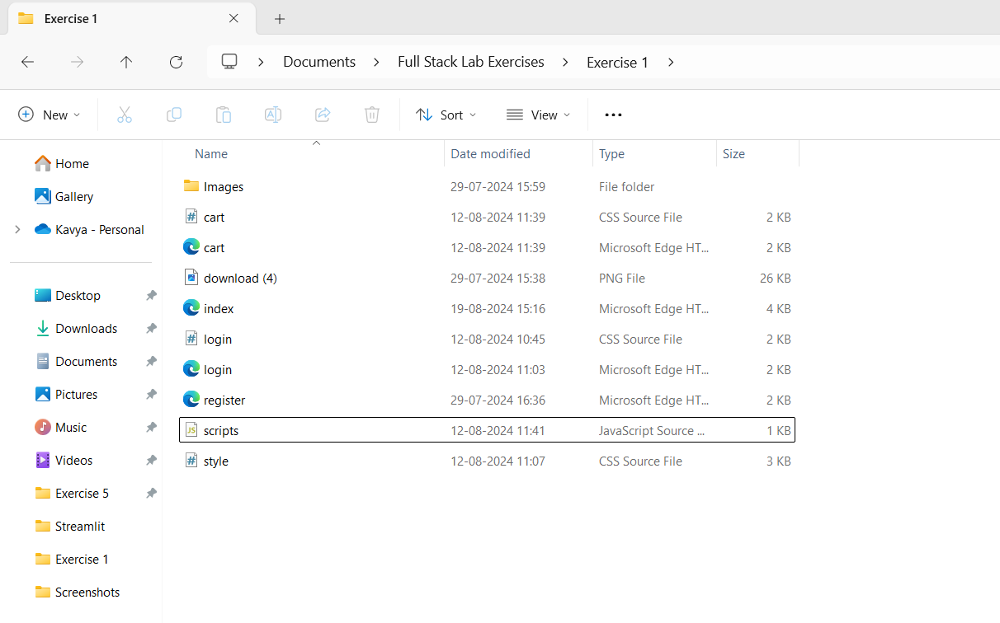 Exercise 1
Documents > Full Stack Lab Exercises > Exercise 1 >
New Sort View
Name Date modified Type Size
Home
Gallery
Kavya - Personal
Desktop
Downloads
Documents
Pictures
Music
Videos
Exercise 5
Streamlit
Exercise 1
Screenshots
Images 29-07-2024 15:59 File folder
cart 12-08-2024 11:39 CSS Source File 2 KB
cart 12-08-2024 11:39 Microsoft Edge HT... 2 KB
download (4) 29-07-2024 15:38 PNG File 26 KB
index 19-08-2024 15:16 Microsoft Edge HT... 4 KB
login 12-08-2024 10:45 CSS Source File 2 KB
login 12-08-2024 11:03 Microsoft Edge HT... 2 KB
register 29-07-2024 16:36 Microsoft Edge HT... 2 KB
scripts 12-08-2024 11:41 JavaScript Source ... 1 KB
style 12-08-2024 11:07 CSS Source File 3 KB